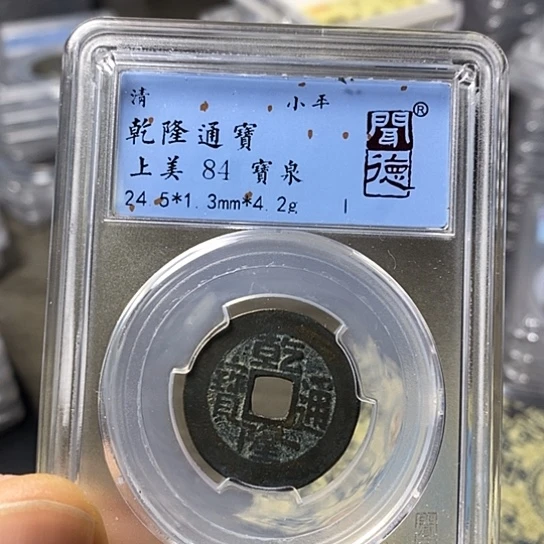 清 小平
乾隆通寶
上美 84 寶泉
24.5*1.3mm*4.2g
聞德
®
乾隆通寶